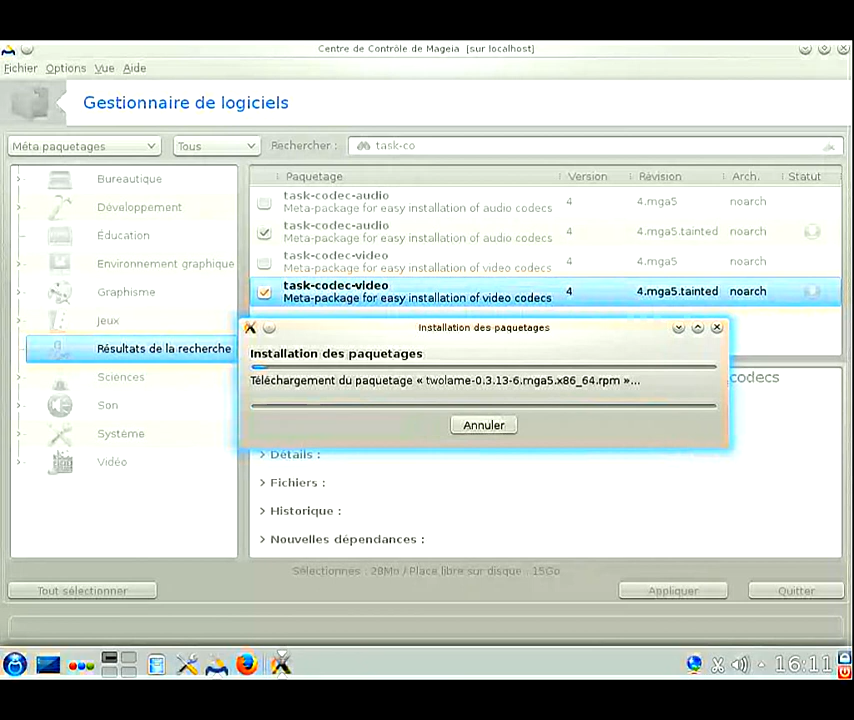 Centre de Contrôle de Mageia [sur localhost]
Fichier Options Vue Aide
Gestionnaire de logiciels
Méta paquetages Tous Rechercher : task-co
Bureautique
Développement
Éducation
Environnement graphique
Graphisme
Jeux
Résultats de la recherche
Sciences
Son
Système
Vidéo
Paquetage Version Révision Arch. Statut
task-codec-audio
Meta-package for easy installation of audio codecs 4 4.mga5 noarch
task-codec-audio
Meta-package for easy installation of audio codecs 4 4.mga5.tainted noarch
task-codec-video
Meta-package for easy installation of video codecs 4 4.mga5 noarch
task-codec-video
Meta-package for easy installation of video codecs 4 4.mga5.tainted noarch
Installation des paquetages
Installation des paquetages
Téléchargement du paquetage « twolame-0.3.13-6.mga5.x86_64.rpm »...
Annuler
codecs
Détails :
Fichiers :
Historique :
Nouvelles dépendances :
Sélectionnés : 28Mo / Place libre sur disque : 15Go
Tout sélectionner Appliquer Quitter
16:11